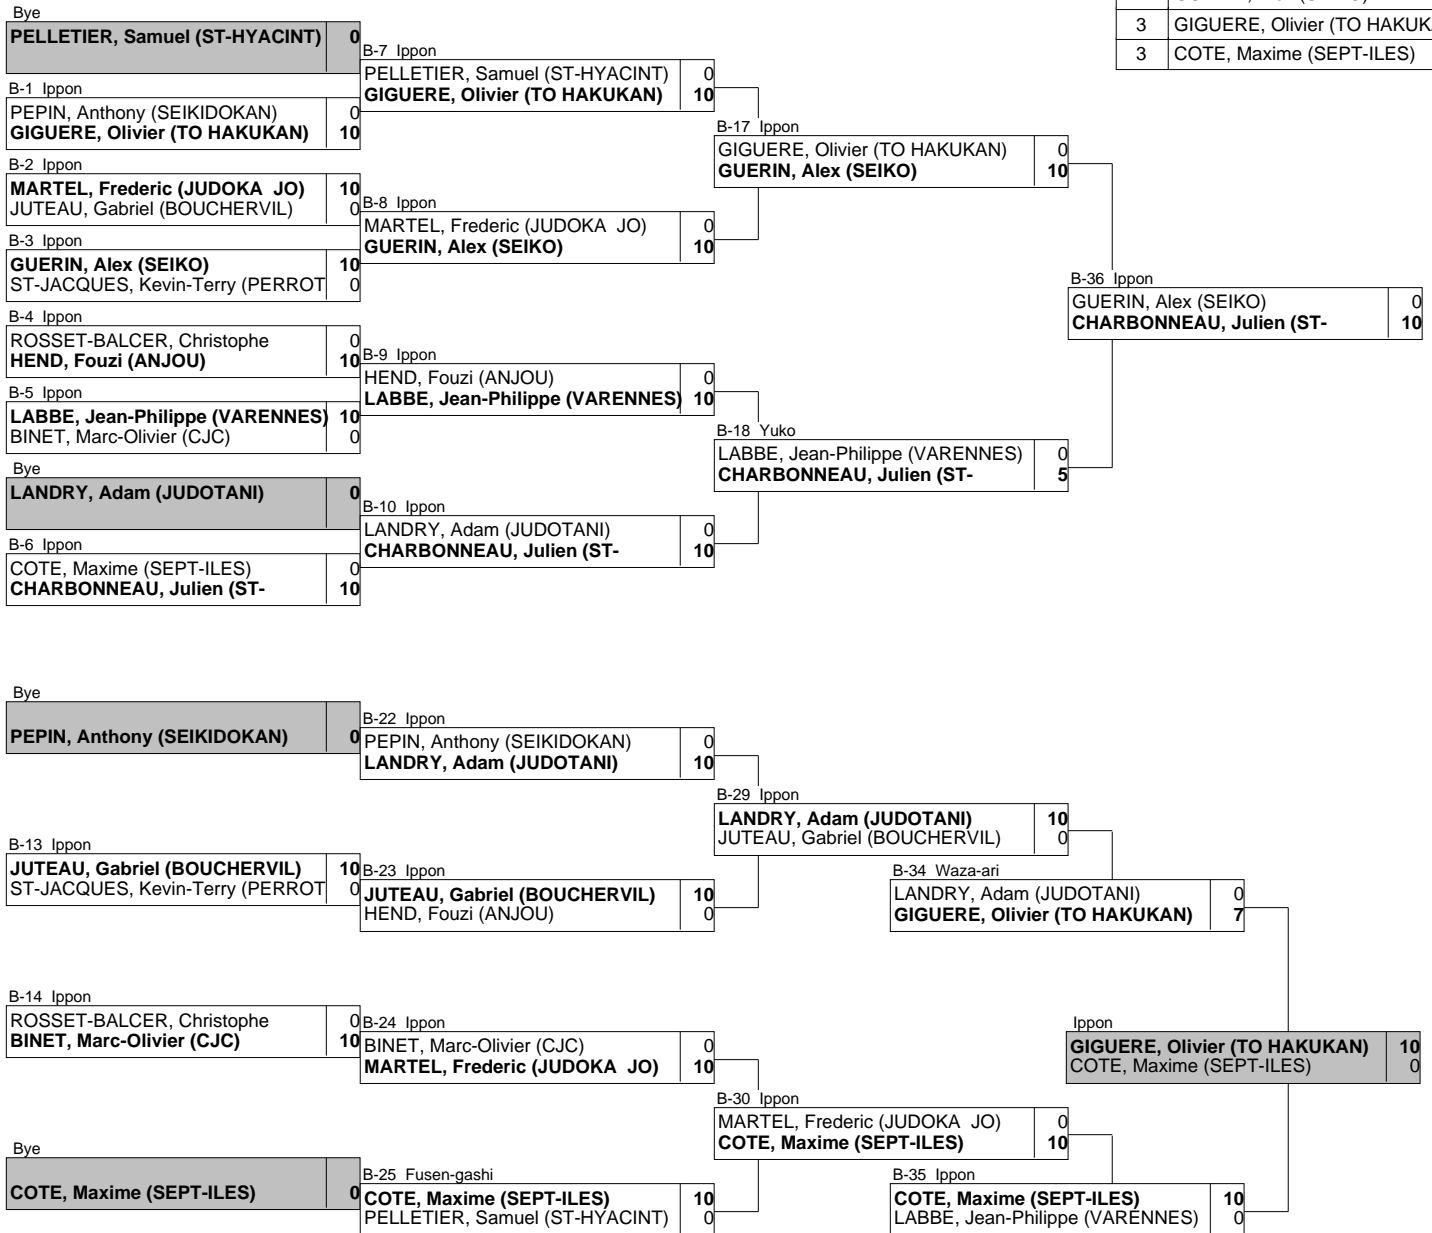 3 GIGUERE, Olivier (TO HAKUK
3 COTE, Maxime (SEPT-ILES)
Bye
PELLETIER, Samuel (ST-HYACINT) 0
B-1 Ippon
PEPIN, Anthony (SEIKIDOKAN) 0
GIGUERE, Olivier (TO HAKUKAN) 10
B-2 Ippon
MARTEL, Frederic (JUDOKA JO) 10
JUTEAU, Gabriel (BOUCHERVIL) 0
B-3 Ippon
GUERIN, Alex (SEIKO) 10
ST-JACQUES, Kevin-Terry (PERROT 0
B-4 Ippon
ROSSET-BALCER, Christophe 0
HEND, Fouzi (ANJOU) 10
B-5 Ippon
LABBE, Jean-Philippe (VARENNES) 10
BINET, Marc-Olivier (CJC) 0
Bye
LANDRY, Adam (JUDOTANI) 0
B-6 Ippon
COTE, Maxime (SEPT-ILES) 0
CHARBONNEAU, Julien (ST- 10
B-7 Ippon
PELLETIER, Samuel (ST-HYACINT) 0
GIGUERE, Olivier (TO HAKUKAN) 10
B-8 Ippon
MARTEL, Frederic (JUDOKA JO) 0
GUERIN, Alex (SEIKO) 10
B-9 Ippon
HEND, Fouzi (ANJOU) 0
LABBE, Jean-Philippe (VARENNES) 10
B-10 Ippon
LANDRY, Adam (JUDOTANI) 0
CHARBONNEAU, Julien (ST- 10
B-17 Ippon
GIGUERE, Olivier (TO HAKUKAN) 0
GUERIN, Alex (SEIKO) 10
B-18 Yuko
LABBE, Jean-Philippe (VARENNES) 0
CHARBONNEAU, Julien (ST- 5
B-36 Ippon
GUERIN, Alex (SEIKO) 0
CHARBONNEAU, Julien (ST- 10
Bye
PEPIN, Anthony (SEIKIDOKAN) 0
B-13 Ippon
JUTEAU, Gabriel (BOUCHERVIL) 10
ST-JACQUES, Kevin-Terry (PERROT 0
B-14 Ippon
ROSSET-BALCER, Christophe 0
BINET, Marc-Olivier (CJC) 10
Bye
COTE, Maxime (SEPT-ILES) 0
B-22 Ippon
PEPIN, Anthony (SEIKIDOKAN) 0
LANDRY, Adam (JUDOTANI) 10
B-23 Ippon
JUTEAU, Gabriel (BOUCHERVIL) 10
HEND, Fouzi (ANJOU) 0
B-24 Ippon
BINET, Marc-Olivier (CJC) 0
MARTEL, Frederic (JUDOKA JO) 10
B-25 Fusen-gashi
COTE, Maxime (SEPT-ILES) 10
PELLETIER, Samuel (ST-HYACINT) 0
B-29 Ippon
LANDRY, Adam (JUDOTANI) 10
JUTEAU, Gabriel (BOUCHERVIL) 0
B-30 Ippon
MARTEL, Frederic (JUDOKA JO) 0
COTE, Maxime (SEPT-ILES) 10
B-34 Waza-ari
LANDRY, Adam (JUDOTANI) 0
GIGUERE, Olivier (TO HAKUKAN) 7
B-35 Ippon
COTE, Maxime (SEPT-ILES) 10
LABBE, Jean-Philippe (VARENNES) 0
Ippon
GIGUERE, Olivier (TO HAKUKAN) 10
COTE, Maxime (SEPT-ILES) 0